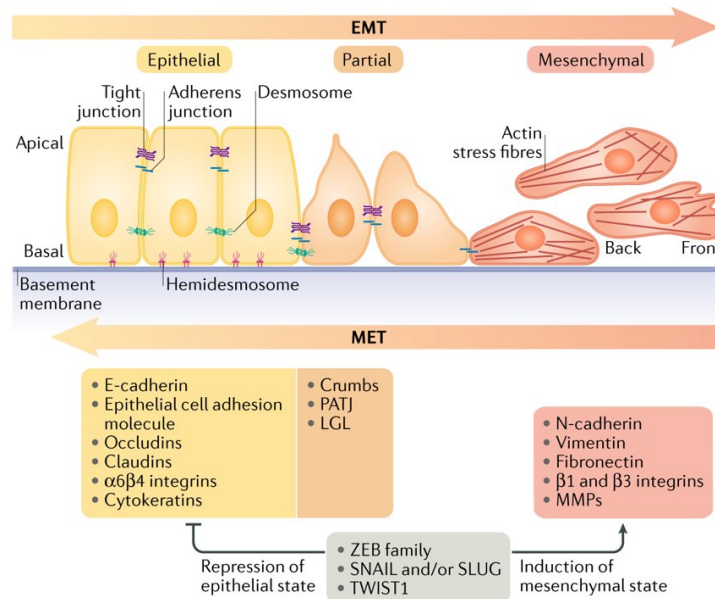 EMT
Epithelial
Partial
Mesenchymal
Tight
junction
Adherens
junction
Desmosome
Apical
Actin
stress fibres
Basal
Back
Fron
Basement
membrane
Hemidesmosome
MET
• E-cadherin
• Epithelial cell adhesion
molecule
• Occludins
• Claudins
• α6β4 integrins
• Cytokeratins
• Crumbs
• PATJ
• LGL
• N-cadherin
• Vimentin
• Fibronectin
• β1 and β3 integrins
• MMPs
Repression of
epithelial state
• ZEB family
• SNAIL and/or SLUG
• TWIST1
Induction of
mesenchymal state